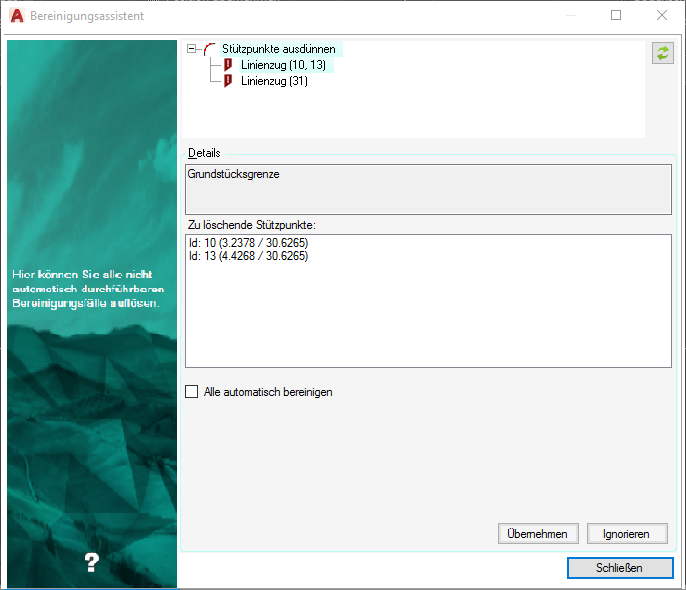 Bereinigungsassistent
Stützpunkte ausdünnen
Linienzug (10, 13)
Linienzug (31)
Details
Grundstücksgrenze
Zu löschende Stützpunkte:
Id: 10 (3.2378 / 30.6265)
Id: 13 (4.4268 / 30.6265)
Hier können Sie alle nicht
automatisch durchführbaren
Bereinigungsfälle auflösen.
Alle automatisch bereinigen
Übernehmen
Ignorieren
?
Schließen